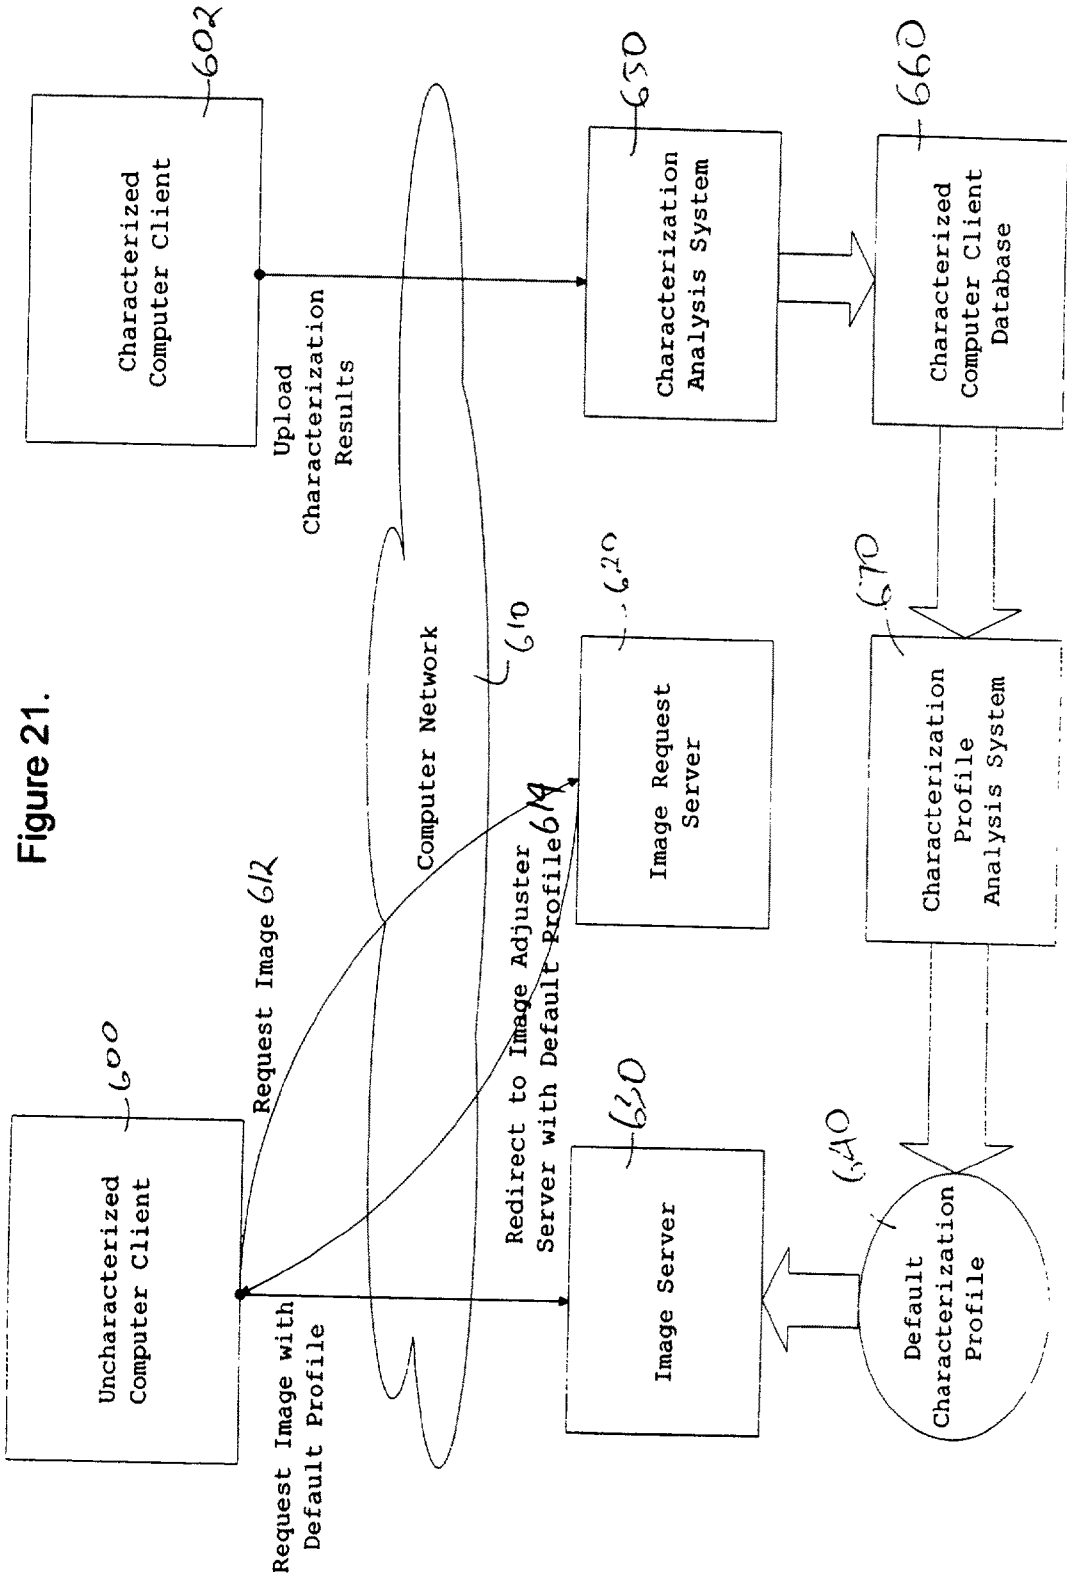 Figure 21.
Uncharacterized
Computer Client
600
Characterized
Computer Client
602
Request Image 612
Request Image with
Default Profile
Upload
Characterization
Results
Computer Network
610
Redirect to Image Adjuster
Server with Default Profile 614
Image Server
630
Image Request
Server
620
Characterization
Analysis System
650
Default
Characterization
Profile
640
Characterization
Profile
Analysis System
670
Characterized
Computer Client
Database
660